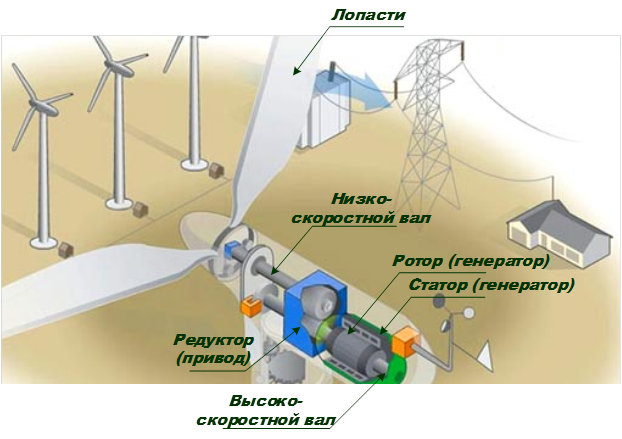 Лопасти
Низко-
скоростной вал
Ротор (генератор)
Статор (генератор)
Редуктор
(привод)
Высоко-
скоростной вал